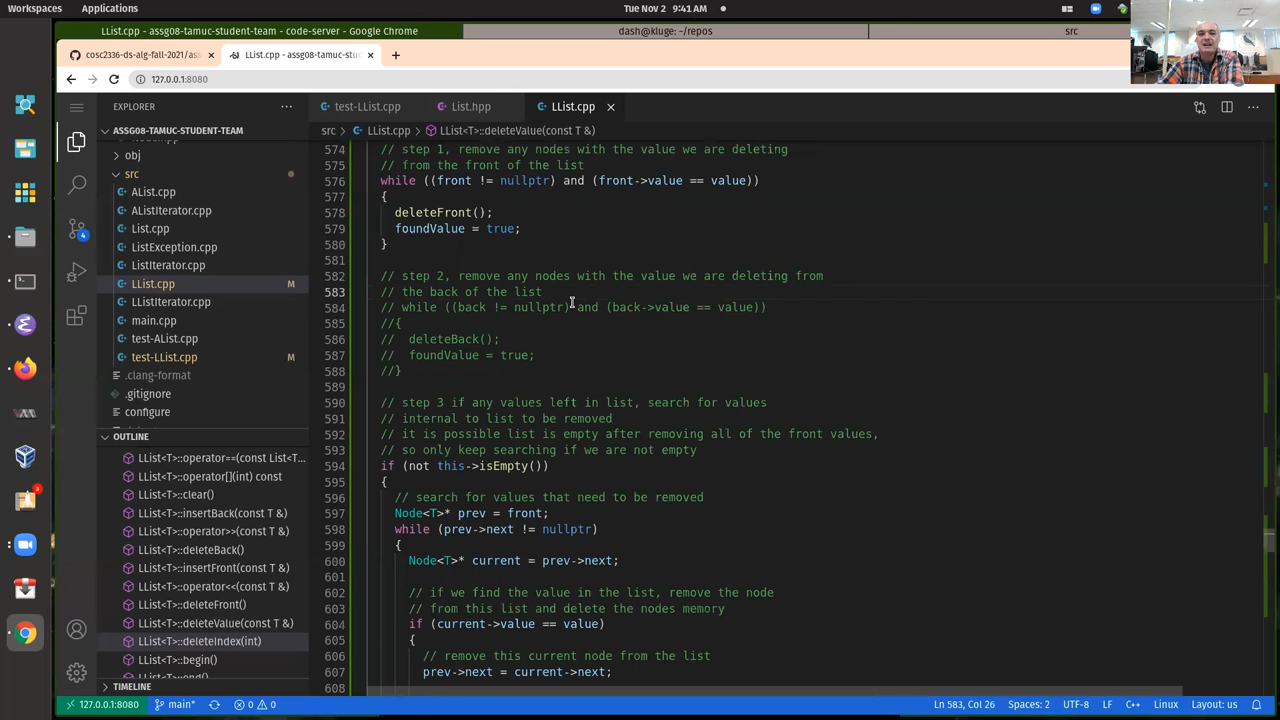 Workspaces
Applications
Tue Nov 2 9:41 AM
LList.cpp - assg08-tamuc-student-team - code-server - Google Chrome
dash@kluge: ~/repos
src
cosc2336-ds-alg-fall-2021/ass
LList.cpp - assg08-tamuc-stu
127.0.0.1:8080
EXPLORER
test-LList.cpp
List.hpp
LList.cpp
ASSG08-TAMUC-STUDENT-TEAM
src > LList.cpp > LList<T>::deleteValue(const T &)
obj
src
AList.cpp
AListIterator.cpp
List.cpp
ListException.cpp
ListIterator.cpp
LList.cpp M
LListIterator.cpp
main.cpp
test-AList.cpp
test-LList.cpp M
.clang-format
.gitignore
configure
OUTLINE
LList<T>::operator==(const List<T...
LList<T>::operator[](int) const
LList<T>::clear()
LList<T>::insertBack(const T &)
LList<T>::operator>>(const T &)
LList<T>::deleteBack()
LList<T>::insertFront(const T &)
LList<T>::operator<<(const T &)
LList<T>::deleteFront()
LList<T>::deleteValue(const T &)
LList<T>::deleteIndex(int)
LList<T>::begin()
TIMELINE
4
3
574 // step 1, remove any nodes with the value we are deleting
575 // from the front of the list
576 while ((front != nullptr) and (front->value == value))
577 {
578 deleteFront();
579 foundValue = true;
580 }
581
582 // step 2, remove any nodes with the value we are deleting from
583 // the back of the list
584 // while ((back != nullptr) and (back->value == value))
585 //{
586 // deleteBack();
587 // foundValue = true;
588 //}
589
590 // step 3 if any values left in list, search for values
591 // internal to list to be removed
592 // it is possible list is empty after removing all of the front values,
593 // so only keep searching if we are not empty
594 if (not this->isEmpty())
595 {
596 // search for values that need to be removed
597 Node<T>* prev = front;
598 while (prev->next != nullptr)
599 {
600 Node<T>* current = prev->next;
601
602 // if we find the value in the list, remove the node
603 // from this list and delete the nodes memory
604 if (current->value == value)
605 {
606 // remove this current node from the list
607 prev->next = current->next;
608
127.0.0.1:8080
main*
0 0
Ln 583, Col 26
Spaces: 2
UTF-8
LF
C++
Linux
Layout: us